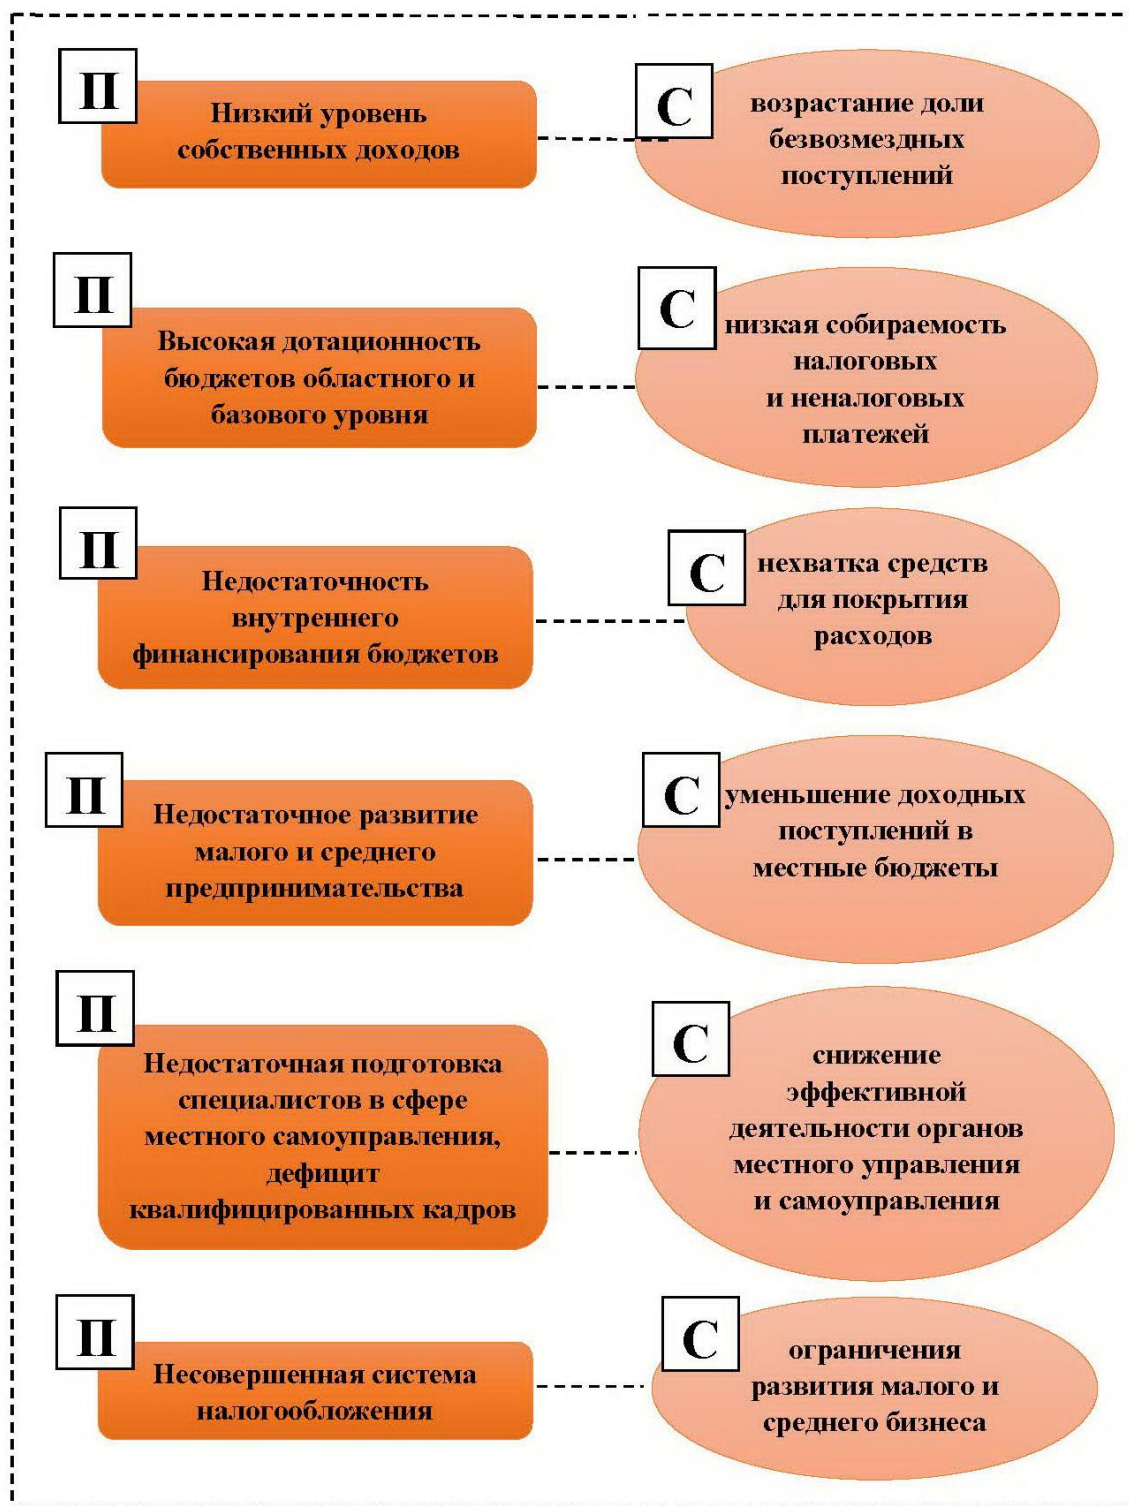 П
Низкий уровень
собственных доходов
С
возрастание доли
безвозмездных
поступлений
П
Высокая дотационность
бюджетов областного и
базового уровня
С
низкая собираемость
налоговых
и неналоговых
платежей
П
Недостаточность
внутреннего
финансирования бюджетов
С
нехватка средств
для покрытия
расходов
П
Недостаточное развитие
малого и среднего
предпринимательства
С
уменьшение доходных
поступлений в
местные бюджеты
П
Недостаточная подготовка
специалистов в сфере
местного самоуправления,
дефицит
квалифицированных кадров
С
снижение
эффективной
деятельности органов
местного управления
и самоуправления
П
Несовершенная система
налогообложения
С
ограничения
развития малого и
среднего бизнеса